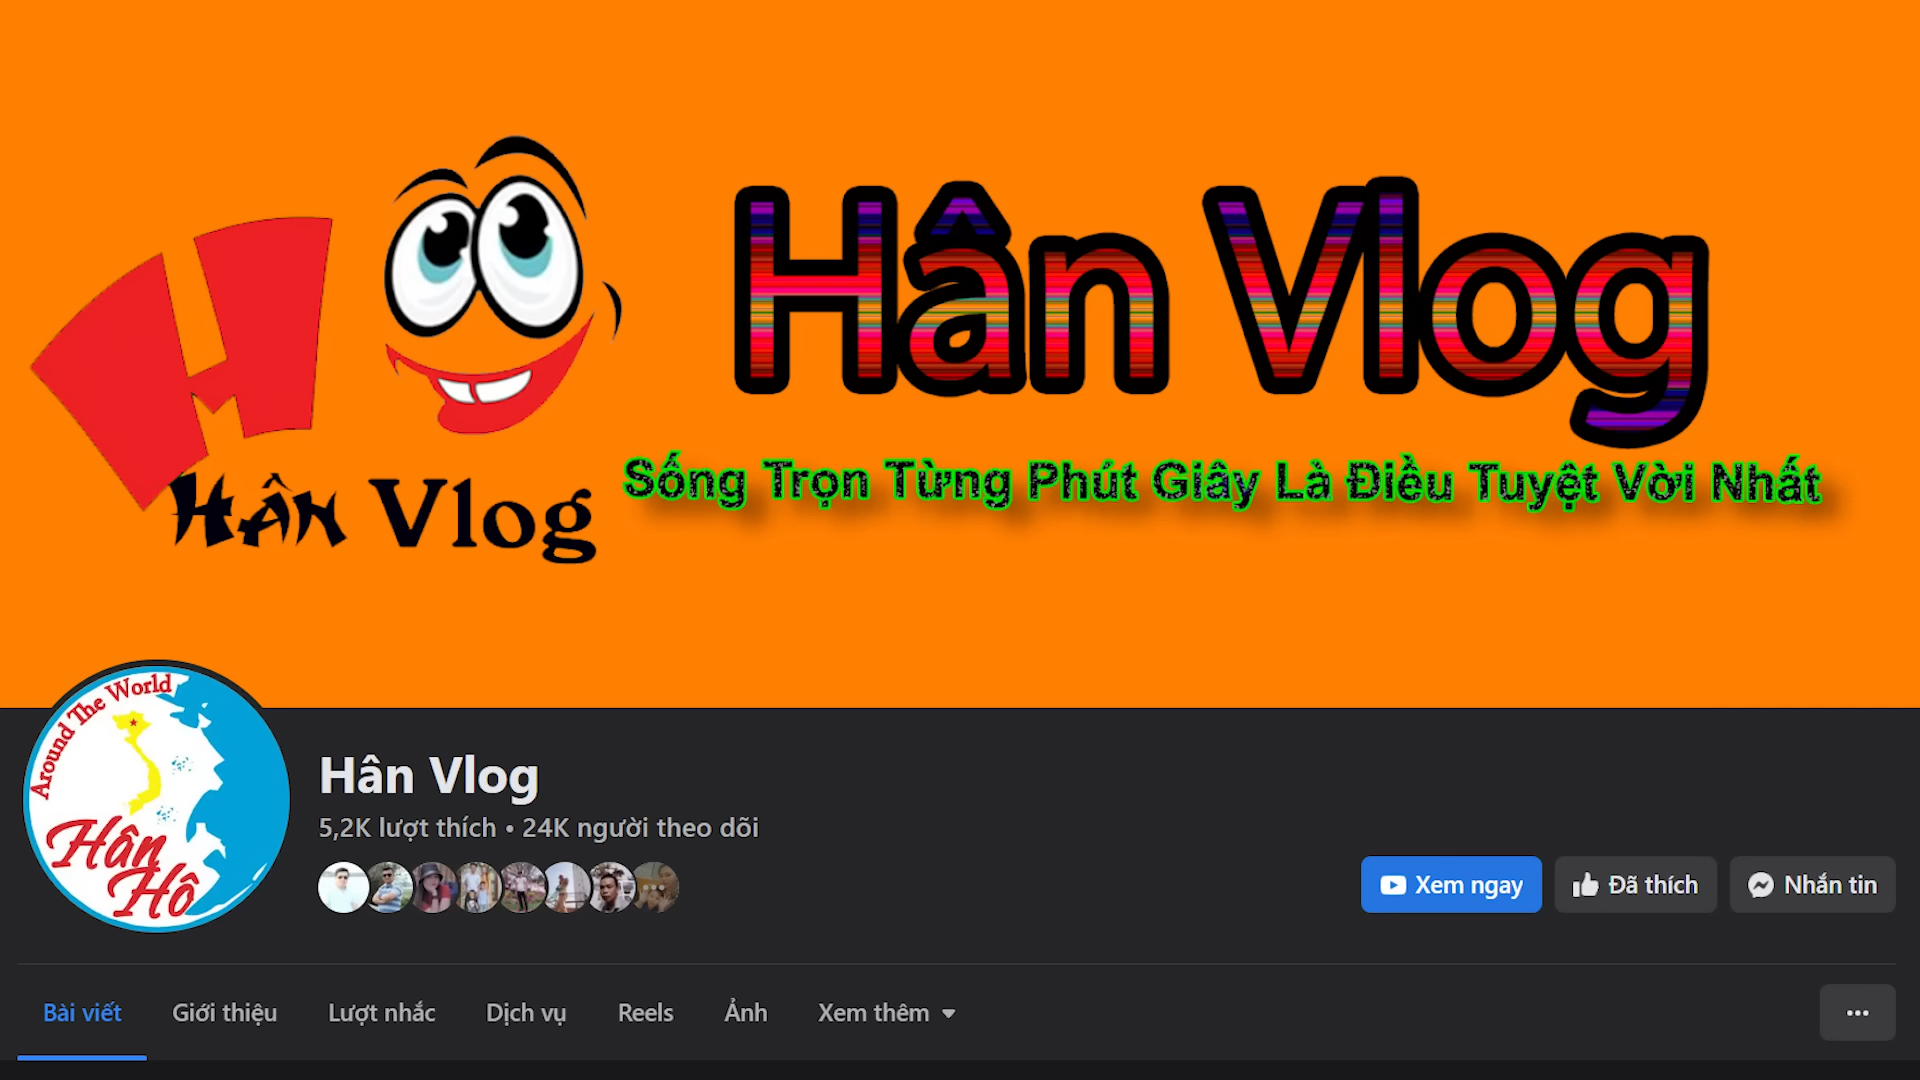 Hân Vlog
Sống Trọn Từng Phút Giây Là Điều Tuyệt Vời Nhất
Hân Vlog
Around The World
Hân
Hô
Hân Vlog
5,2K lượt thích • 24K người theo dõi
Xem ngay
Đã thích
Nhắn tin
Bài viết
Giới thiệu
Lượt nhắc
Dịch vụ
Reels
Ảnh
Xem thêm